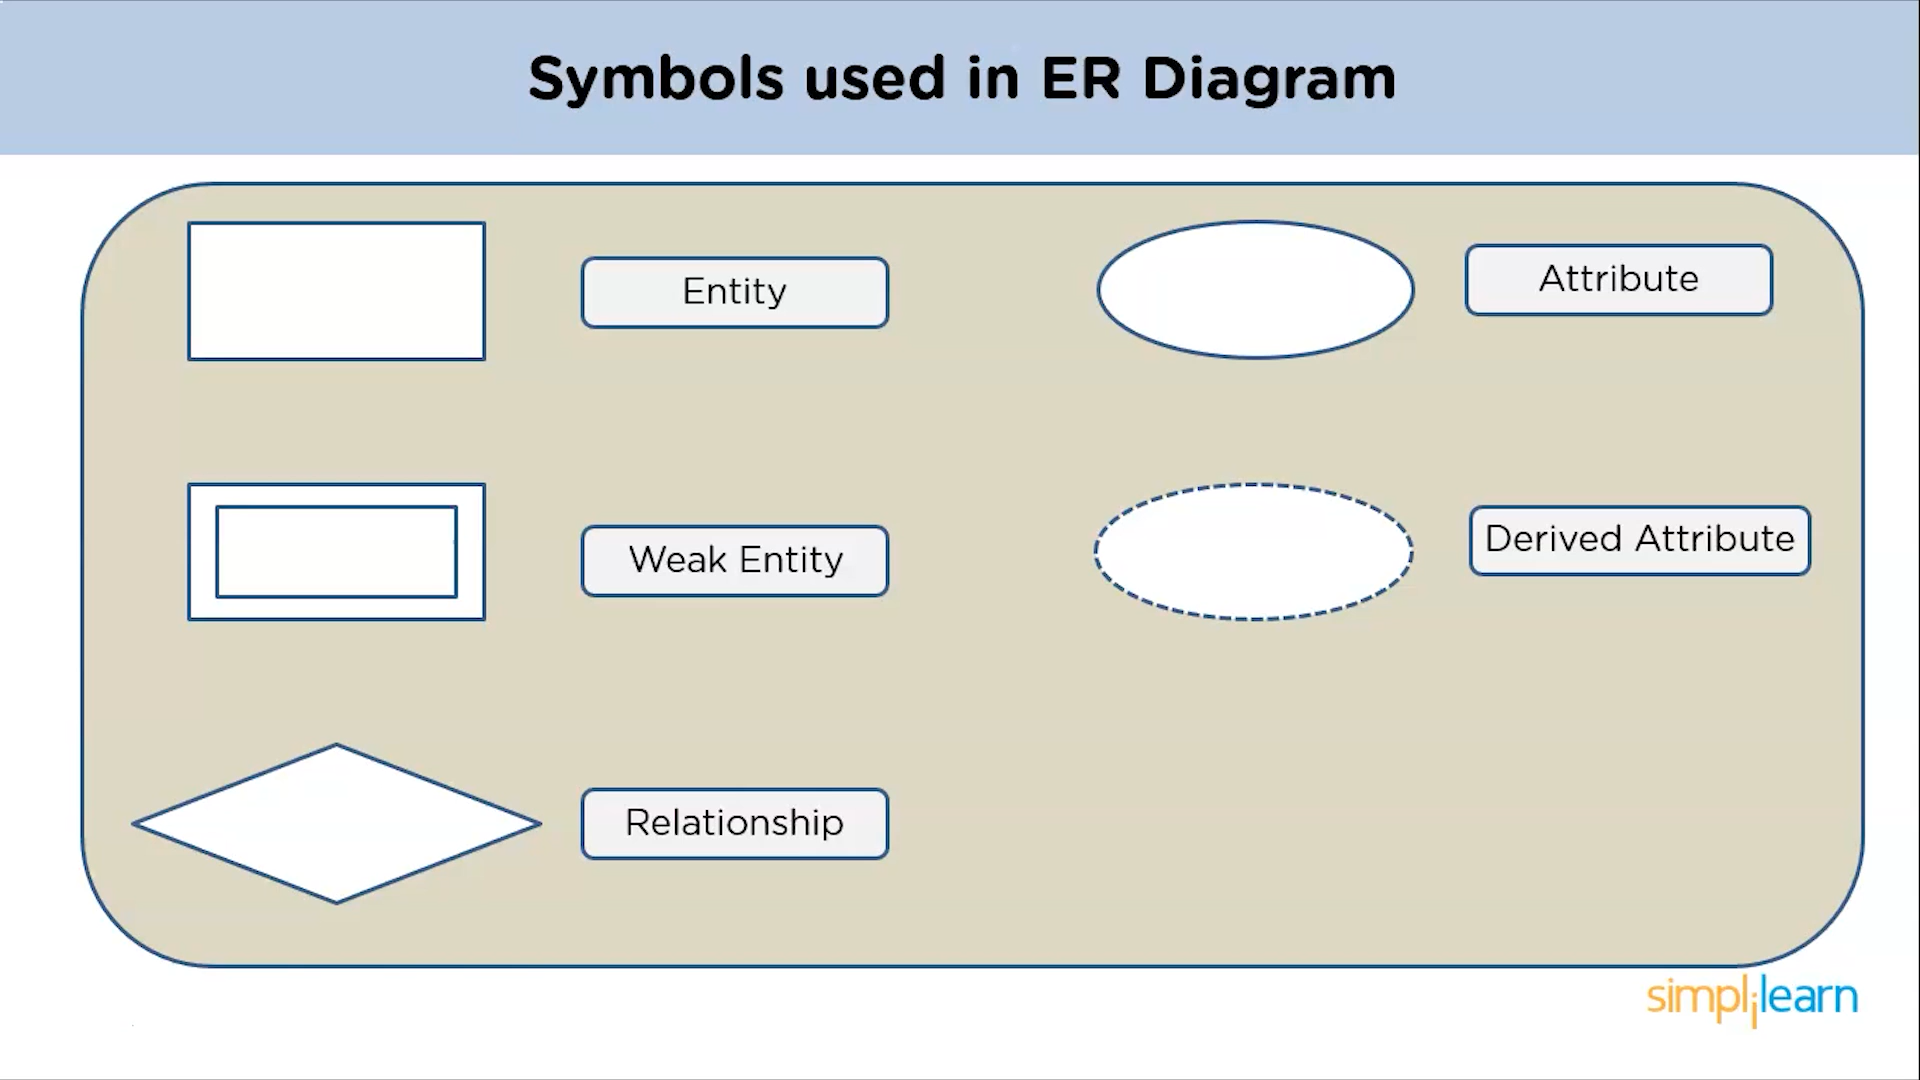 Symbols used in ER Diagram
Entity
Attribute
Weak Entity
Derived Attribute
Relationship
simplilearn